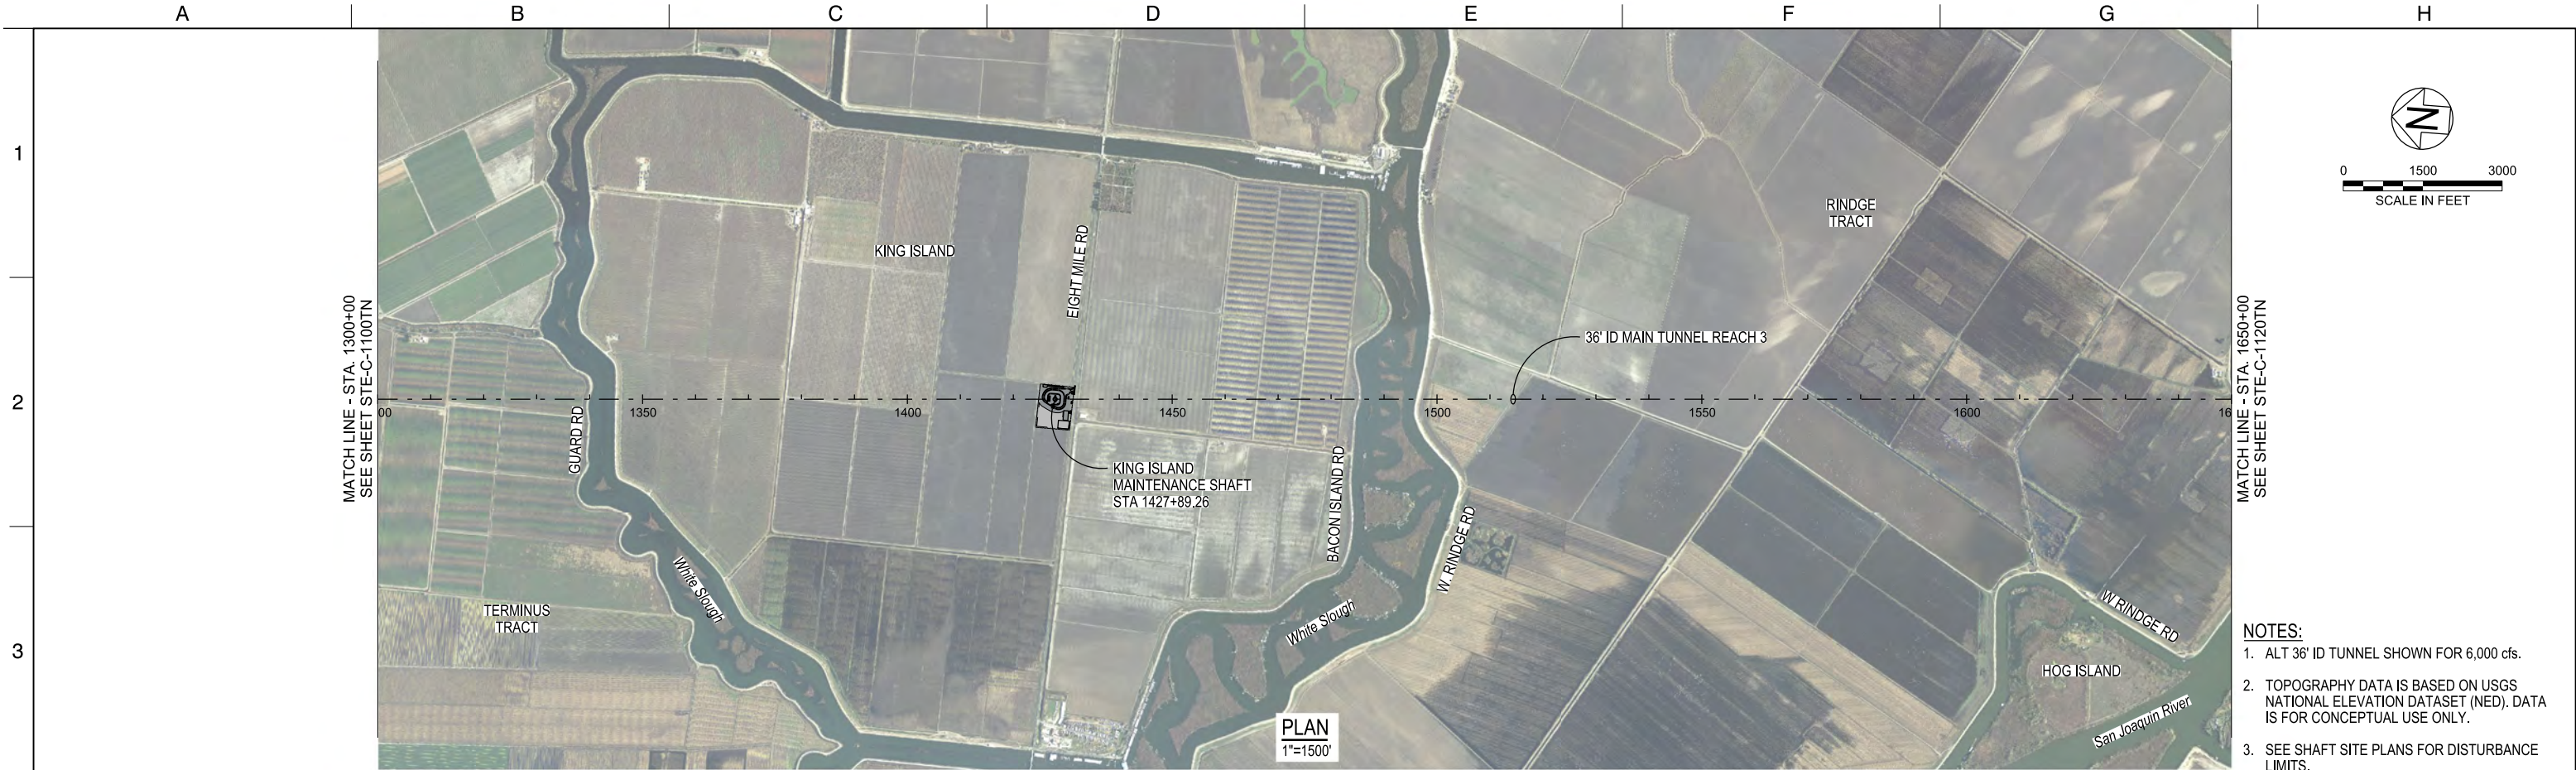 A B C D E F G H
1
2
3
N
0 1500 3000
SCALE IN FEET
RINDGE
TRACT
KING ISLAND
EIGHT MILE RD
MATCH LINE - STA. 1300+00
SEE SHEET STE-C-1100TN
MATCH LINE - STA. 1650+00
SEE SHEET STE-C-1120TN
36' ID MAIN TUNNEL REACH 3
00 1350 1400 1450 1500 1550 1600 16
GUARD RD
KING ISLAND
MAINTENANCE SHAFT
STA 1427+89.26
BACON ISLAND RD
W. RINDGE RD
White Slough
White Slough
TERMINUS
TRACT
W RINDGE RD
HOG ISLAND
San Joaquin River
PLAN
1"=1500'
NOTES:
1. ALT 36' ID TUNNEL SHOWN FOR 6,000 cfs.
2. TOPOGRAPHY DATA IS BASED ON USGS
NATIONAL ELEVATION DATASET (NED). DATA
IS FOR CONCEPTUAL USE ONLY.
3. SEE SHAFT SITE PLANS FOR DISTURBANCE
LIMITS.